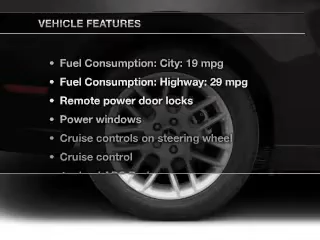 VEHICLE FEATURES
• Fuel Consumption: City: 19 mpg
• Fuel Consumption: Highway: 29 mpg
• Remote power door locks
• Power windows
• Cruise controls on steering wheel
• Cruise control